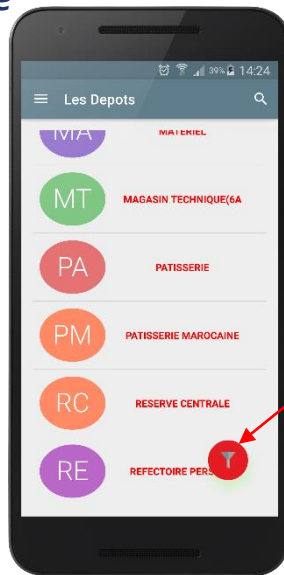 39% 14:24
Les Depots
MA MATERIEL
MT MAGASIN TECHNIQUE(6A
PA PATISSERIE
PM PATISSERIE MAROCAINE
RC RESERVE CENTRALE
RE REFECTOIRE PERS